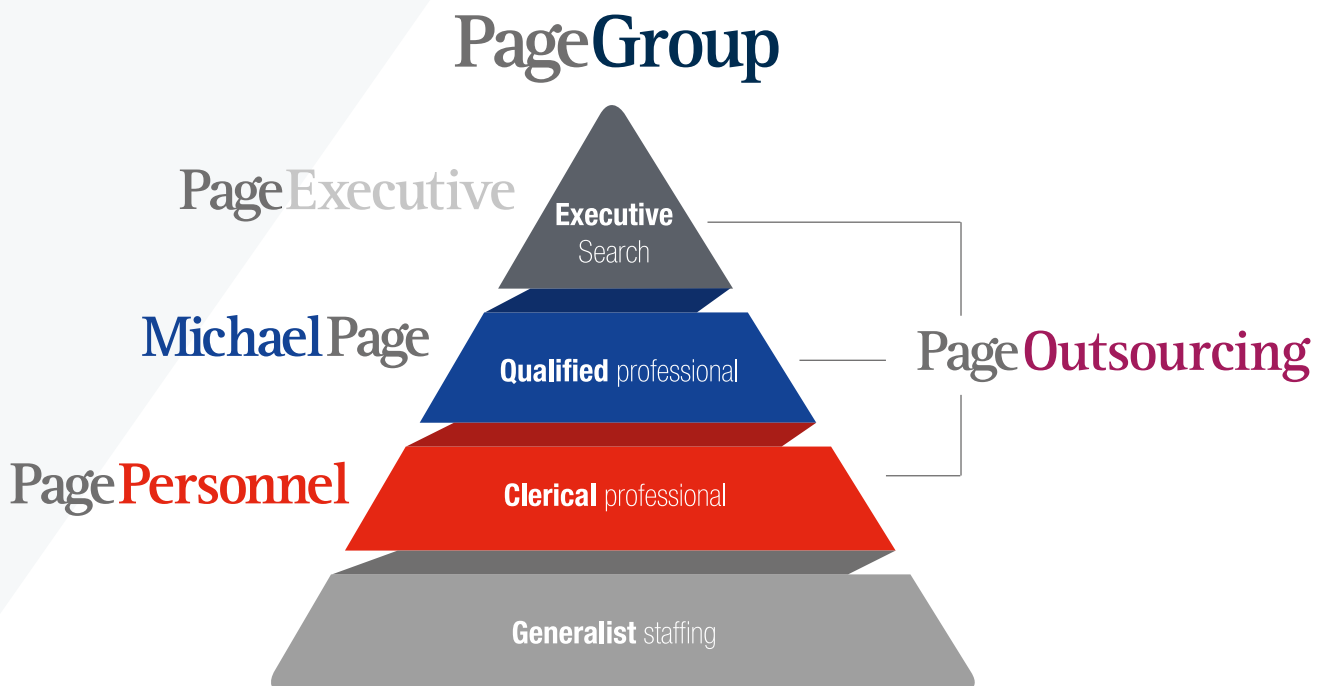 PageGroup
PageExecutive
Executive
Search
MichaelPage
Qualified professional
PageOutsourcing
PagePersonnel
Clerical professional
Generalist staffing